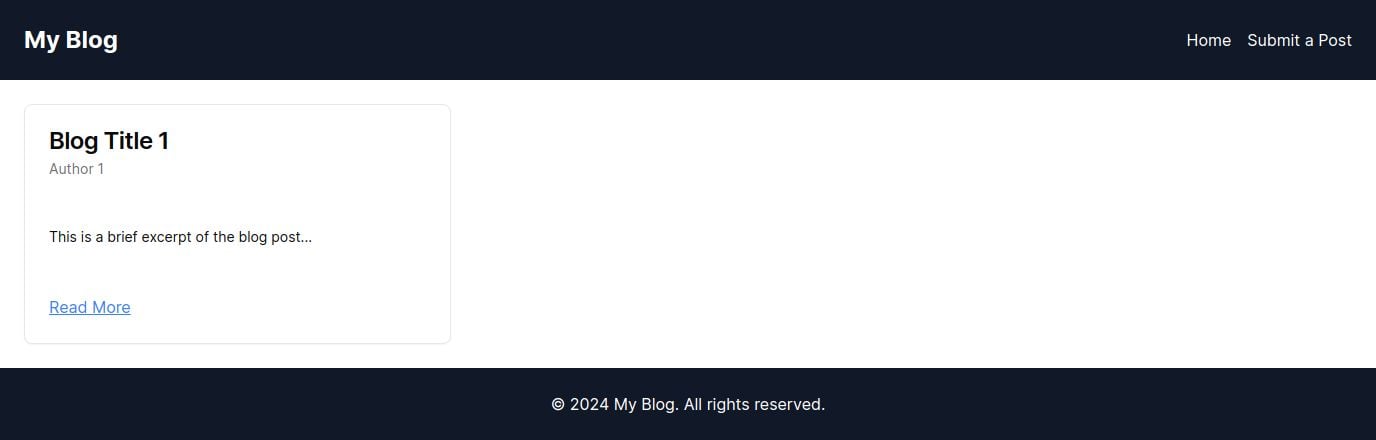 My Blog
Home Submit a Post
Blog Title 1
Author 1
This is a brief excerpt of the blog post...
Read More
© 2024 My Blog. All rights reserved.